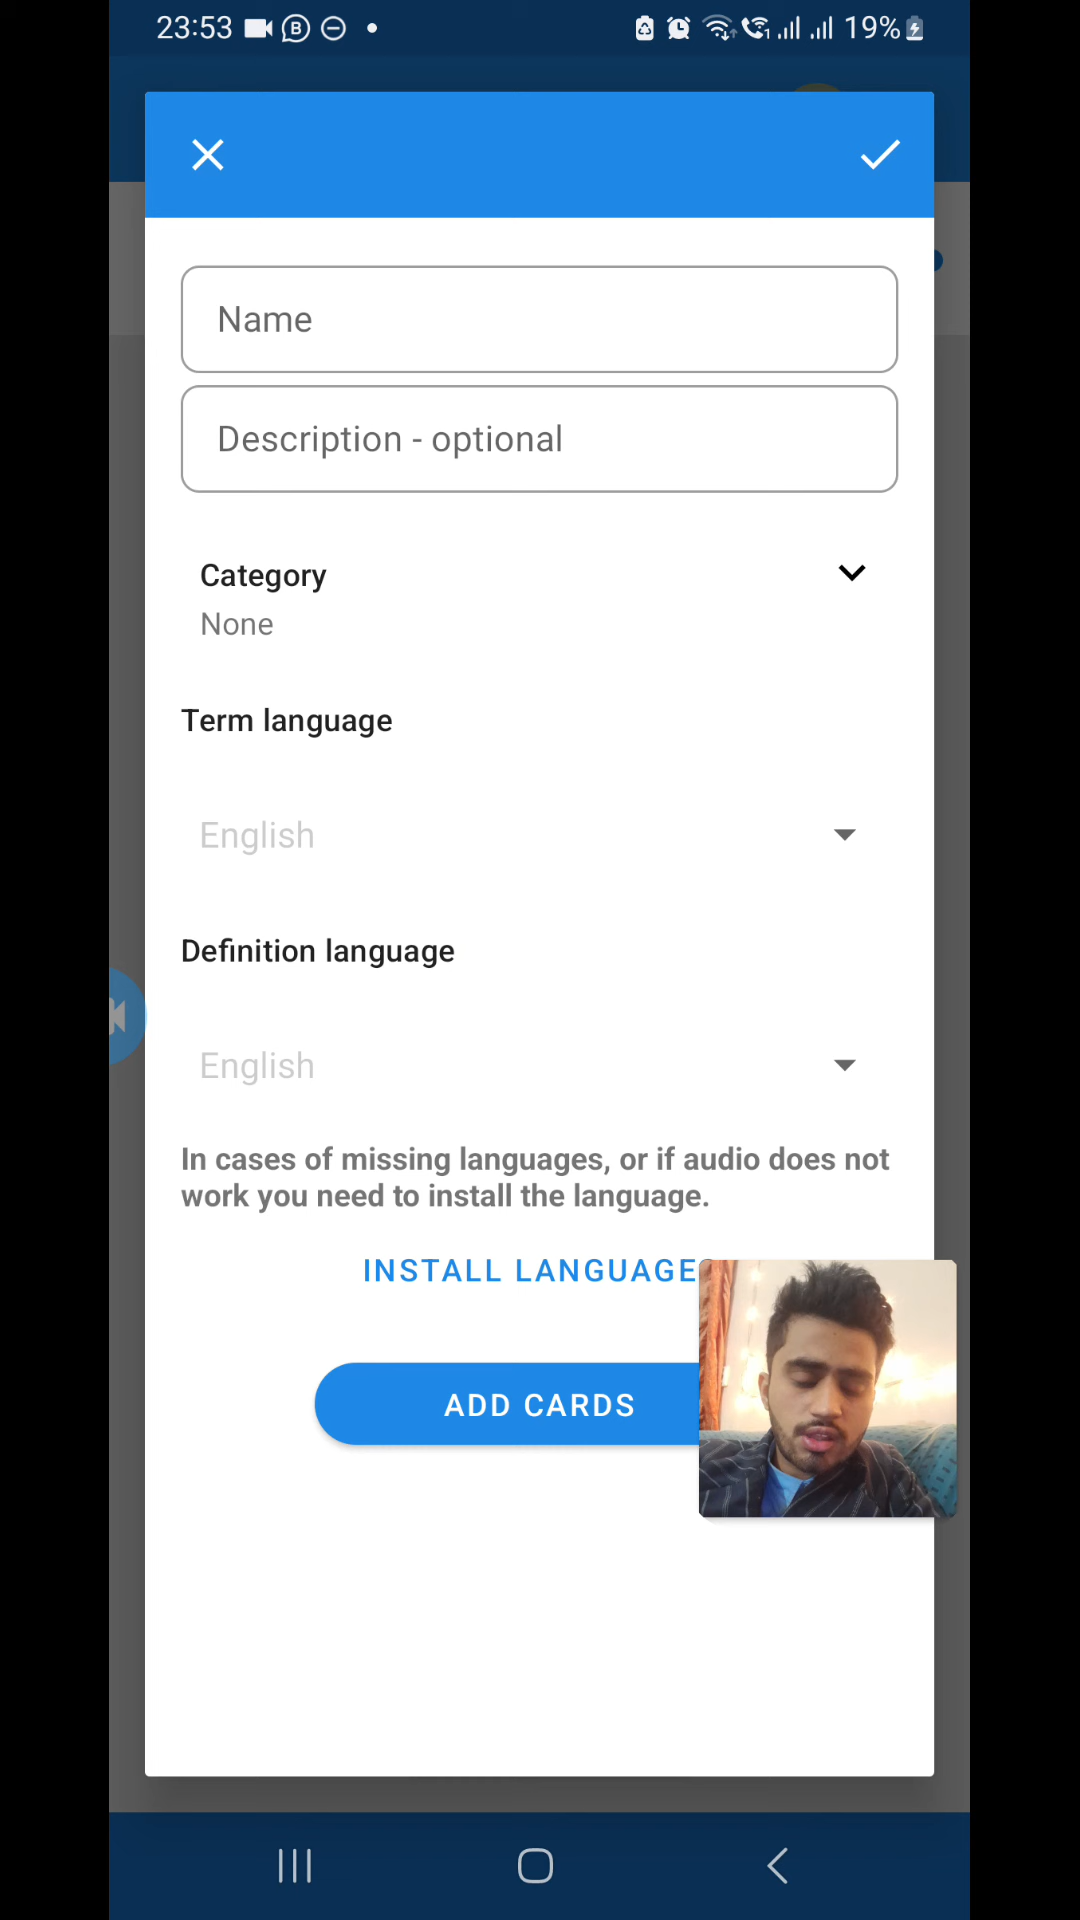 23:53
19%
Name
Description - optional
Category
None
Term language
English
Definition language
English
In cases of missing languages, or if audio does not
work you need to install the language.
INSTALL LANGUAGE
ADD CARDS